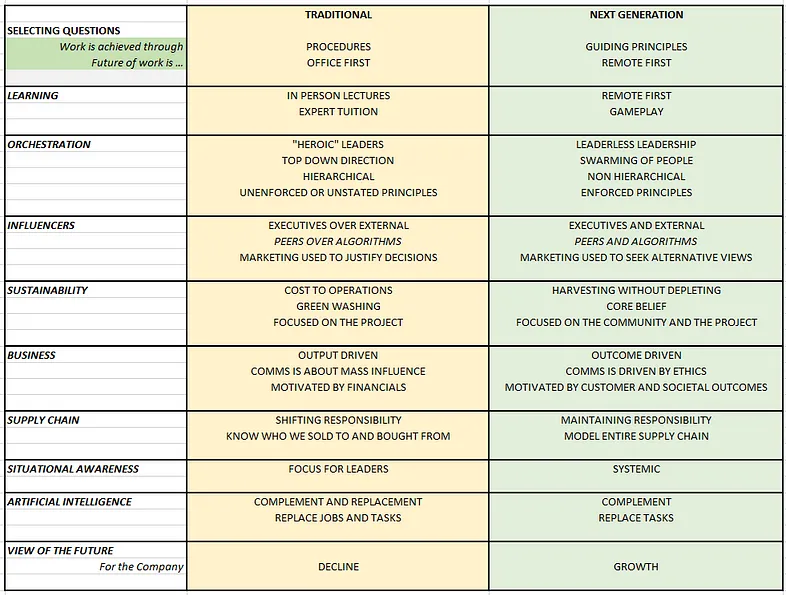 TRADITIONAL NEXT GENERATION
SELECTING QUESTIONS
Work is achieved through PROCEDURES GUIDING PRINCIPLES
Future of work is ... OFFICE FIRST REMOTE FIRST
LEARNING IN PERSON LECTURES REMOTE FIRST
EXPERT TUITION GAMEPLAY
ORCHESTRATION "HEROIC" LEADERS LEADERLESS LEADERSHIP
TOP DOWN DIRECTION SWARMING OF PEOPLE
HIERARCHICAL NON HIERARCHICAL
UNENFORCED OR UNSTATED PRINCIPLES ENFORCED PRINCIPLES
INFLUENCERS EXECUTIVES OVER EXTERNAL EXECUTIVES AND EXTERNAL
PEERS OVER ALGORITHMS PEERS AND ALGORITHMS
MARKETING USED TO JUSTIFY DECISIONS MARKETING USED TO SEEK ALTERNATIVE VIEWS
SUSTAINABILITY COST TO OPERATIONS HARVESTING WITHOUT DEPLETING
GREEN WASHING CORE BELIEF
FOCUSED ON THE PROJECT FOCUSED ON THE COMMUNITY AND THE PROJECT
BUSINESS OUTPUT DRIVEN OUTCOME DRIVEN
COMMS IS ABOUT MASS INFLUENCE COMMS IS DRIVEN BY ETHICS
MOTIVATED BY FINANCIALS MOTIVATED BY CUSTOMER AND SOCIETAL OUTCOMES
SUPPLY CHAIN SHIFTING RESPONSIBILITY MAINTAINING RESPONSIBILITY
KNOW WHO WE SOLD TO AND BOUGHT FROM MODEL ENTIRE SUPPLY CHAIN
SITUATIONAL AWARENESS FOCUS FOR LEADERS SYSTEMIC
ARTIFICIAL INTELLIGENCE COMPLEMENT AND REPLACEMENT COMPLEMENT
REPLACE JOBS AND TASKS REPLACE TASKS
VIEW OF THE FUTURE
For the Company DECLINE GROWTH